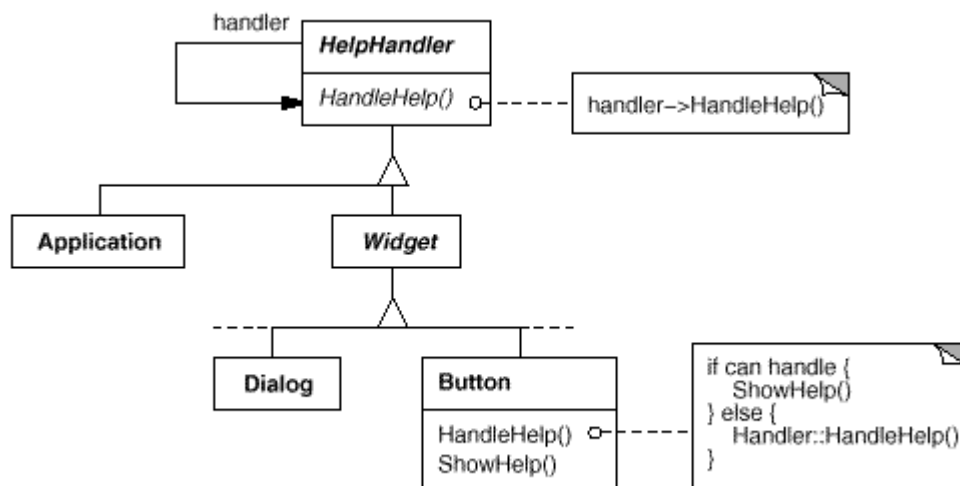 handler
HelpHandler
HandleHelp()
handler->HandleHelp()
Application
Widget
Dialog
Button
HandleHelp()
ShowHelp()
if can handle {
ShowHelp()
} else {
Handler::HandleHelp()
}